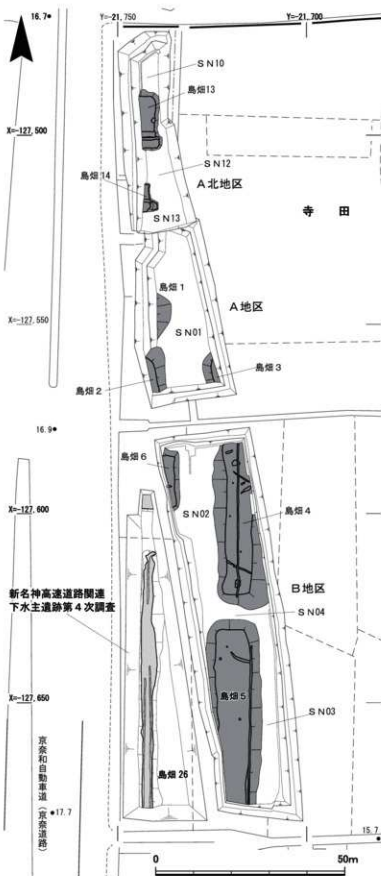 16.7
Y=-21,750
Y=-21,700
SN10
島畑13
X=-127,500
SN12
島畑14
A北地区
SN13
寺田
島畑1
A地区
X=-127,550
SN01
島畑2
島畑3
16.9
島畑6
SN02
島畑4
X=-127,600
B地区
新名神高速道路関連
下水主遺跡第4次調査
SN04
X=-127,650
島畑5
SN03
京奈和自動車道(京奈道路)
島畑26
17.7
15.7
0 50m